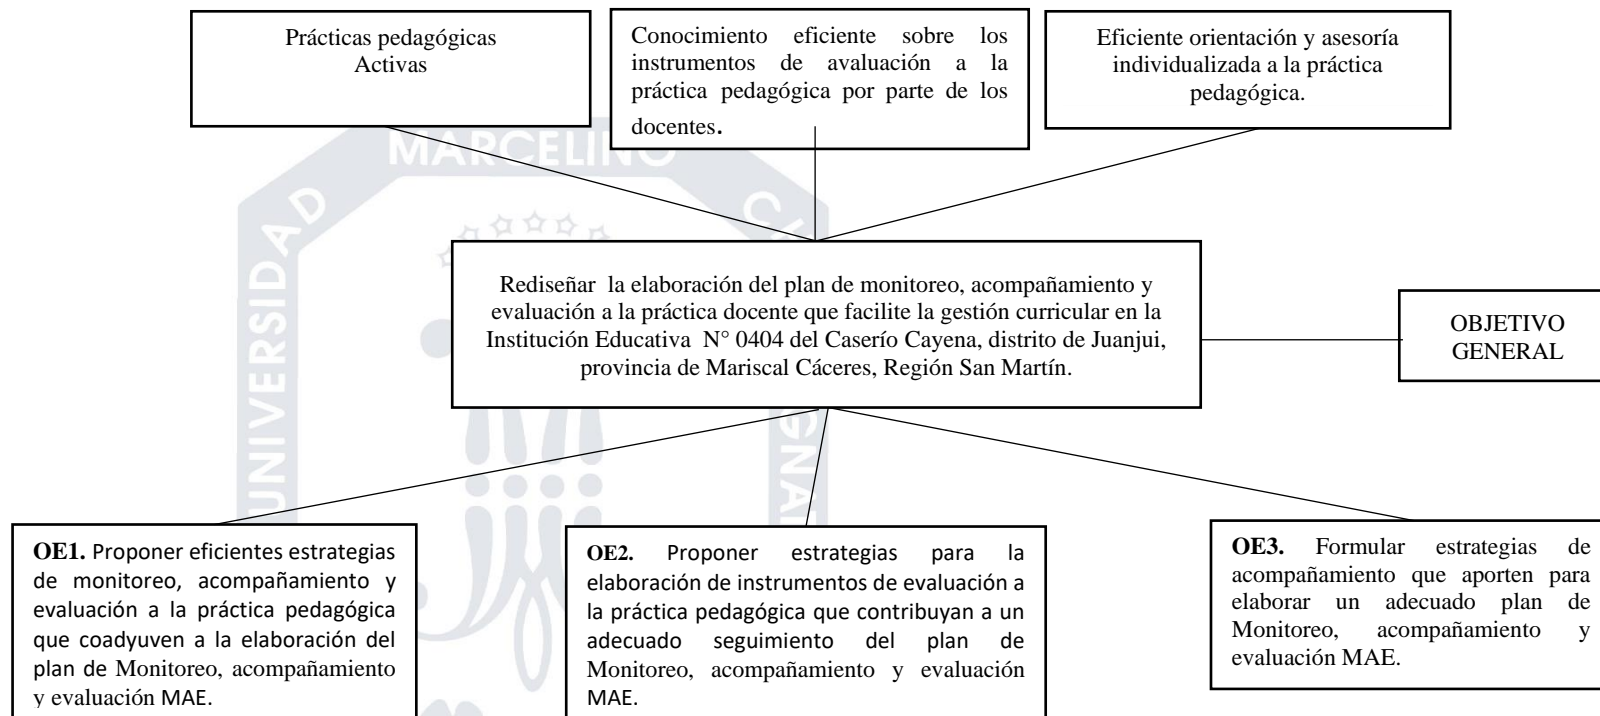 Prácticas pedagógicas
Activas
Conocimiento eficiente sobre los
instrumentos de avaluación a la
práctica pedagógica por parte de los
docentes.
Eficiente orientación y asesoría
individualizada a la práctica
pedagógica.
UNIVERSIDAD
MARCELINO
Rediseñar la elaboración del plan de monitoreo, acompañamiento y
evaluación a la práctica docente que facilite la gestión curricular en la
Institución Educativa N° 0404 del Caserío Cayena, distrito de Juanjui,
provincia de Mariscal Cáceres, Región San Martín.
OBJETIVO
GENERAL
OE1. Proponer eficientes estrategias
de monitoreo, acompañamiento y
evaluación a la práctica pedagógica
que coadyuven a la elaboración del
plan de Monitoreo, acompañamiento
y evaluación MAE.
OE2. Proponer estrategias para la
elaboración de instrumentos de evaluación a
la práctica pedagógica que contribuyan a un
adecuado seguimiento del plan de
Monitoreo, acompañamiento y evaluación
MAE.
OE3. Formular estrategias de
acompañamiento que aporten para
elaborar un adecuado plan de
Monitoreo, acompañamiento y
evaluación MAE.